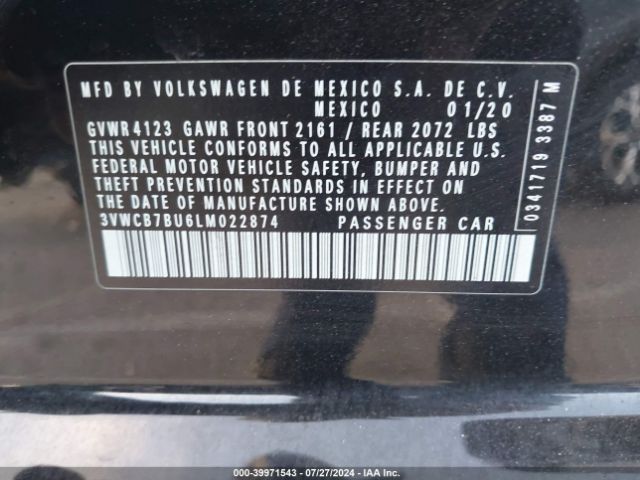 MFD BY VOLKSWAGEN DE MEXICO S.A. DE C.V.
MEXICO 01/20
GVWR 4123 GAWR FRONT 2161 / REAR 2072 LBS
THIS VEHICLE CONFORMS TO ALL APPLICABLE U.S.
FEDERAL MOTOR VEHICLE SAFETY, BUMPER AND
THEFT PREVENTION STANDARDS IN EFFECT ON
THE DATE OF MANUFACTURE SHOWN ABOVE.
3VWCB7BU6LM022874 PASSENGER CAR
0341719 3387 M
000-39971543 / 07/27/2024 - IAA Inc.